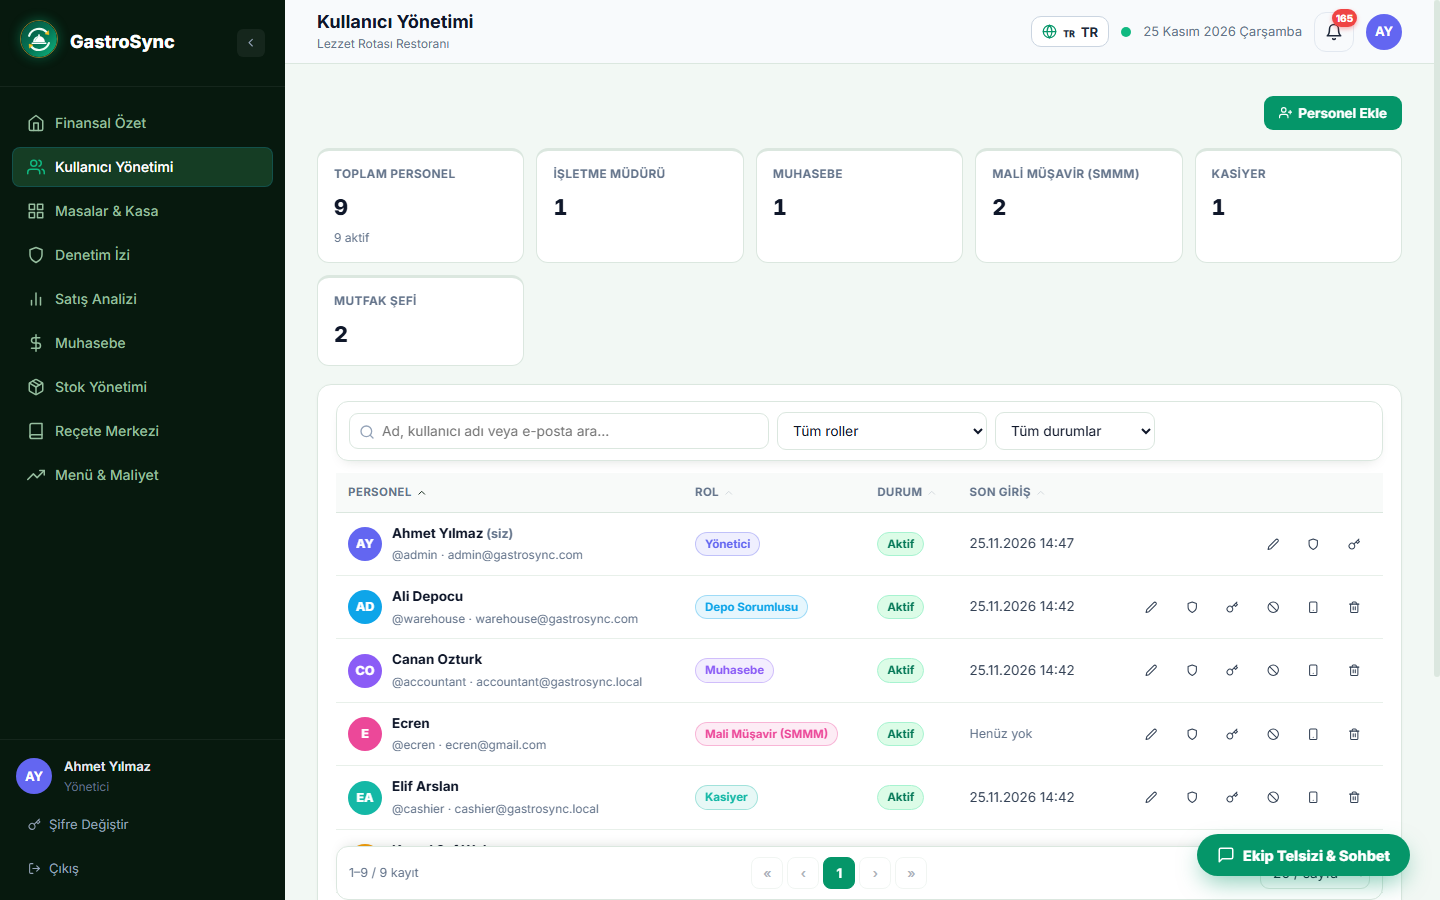 GastroSync
Finansal Özet
Kullanıcı Yönetimi
Masalar & Kasa
Denetim İzi
Satış Analizi
Muhasebe
Stok Yönetimi
Reçete Merkezi
Menü & Maliyet
AY
Ahmet Yılmaz
Yönetici
Şifre Değiştir
Çıkış
Kullanıcı Yönetimi
Lezzet Rotası Restoranı
TR TR
25 Kasım 2026 Çarşamba
165
AY
Personel Ekle
TOPLAM PERSONEL
9
9 aktif
İŞLETME MÜDÜRÜ
1
MUHASEBE
1
MALİ MÜŞAVİR (SMMM)
2
KASİYER
1
MUTFAK ŞEFİ
2
Ad, kullanıcı adı veya e-posta ara...
Tüm roller
Tüm durumlar
PERSONEL ROL DURUM SON GİRİŞ
AY Ahmet Yılmaz (siz)
@admin · admin@gastrosync.com
Yönetici Aktif 25.11.2026 14:47
AD Ali Depocu
@warehouse · warehouse@gastrosync.com
Depo Sorumlusu Aktif 25.11.2026 14:42
CO Canan Ozturk
@accountant · accountant@gastrosync.local
Muhasebe Aktif 25.11.2026 14:42
E Ecren
@ecren · ecren@gmail.com
Mali Müşavir (SMMM) Aktif Henüz yok
EA Elif Arslan
@cashier · cashier@gastrosync.local
Kasiyer Aktif 25.11.2026 14:42
1–9 / 9 kayıt
« ‹ 1 › »
Ekip Telsizi & Sohbet